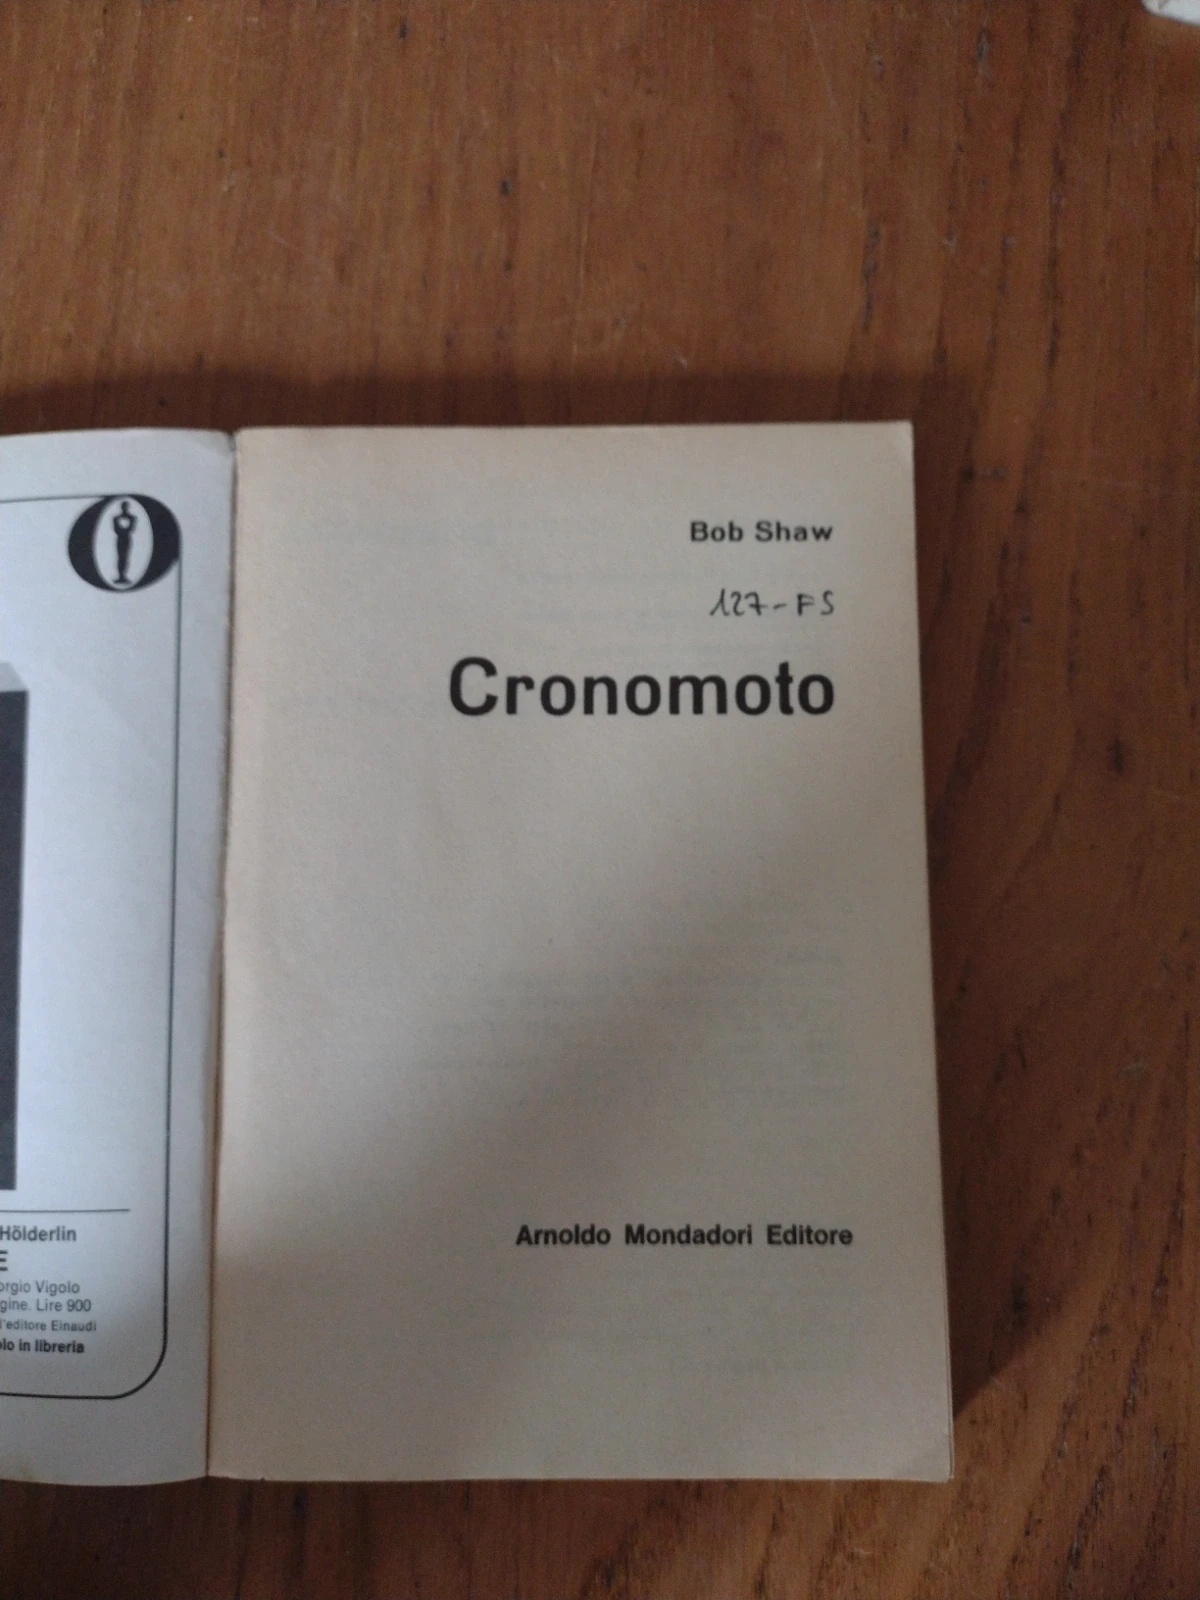 Hölderlin
E
orgio Vigolo
gine. Lire 900
l'editore Einaudi
olo in libreria
Bob Shaw
127-FS
Cronomoto
Arnoldo Mondadori Editore